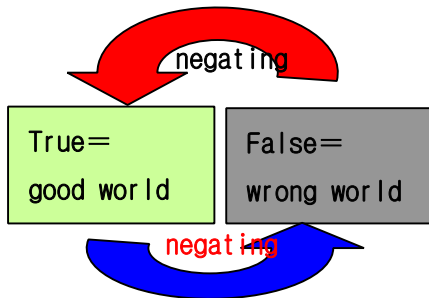 negating
True＝
good world
False＝
wrong world
negating